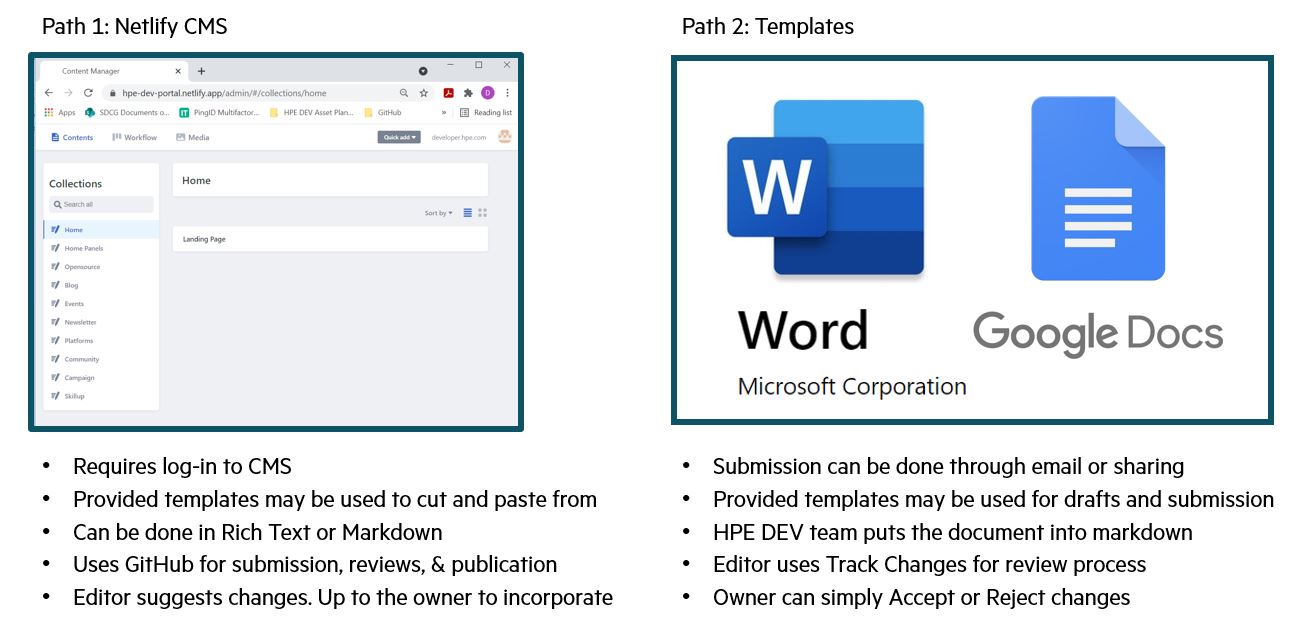 Path 1: Netlify CMS
Content Manager
hpe-dev-portal.netlify.app/admin/#/collections/home
D
Apps SDCG Documents o... PingID Multifactor... HPE DEV Asset Plan... GitHub » Reading list
Contents Workflow Media Quick add developer.hpe.com
Collections
Search all
Home
Home Panels
Opensource
Blog
Events
Newsletter
Platforms
Community
Campaign
Skillup
Home
Sort by
Landing Page
• Requires log-in to CMS
• Provided templates may be used to cut and paste from
• Can be done in Rich Text or Markdown
• Uses GitHub for submission, reviews, & publication
• Editor suggests changes. Up to the owner to incorporate
Path 2: Templates
W
Word
Microsoft Corporation
Google Docs
• Submission can be done through email or sharing
• Provided templates may be used for drafts and submission
• HPE DEV team puts the document into markdown
• Editor uses Track Changes for review process
• Owner can simply Accept or Reject changes